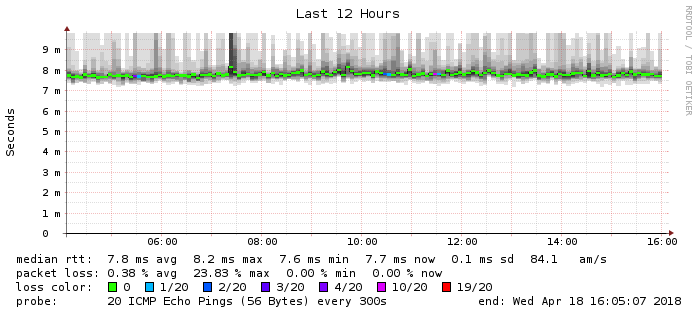 Last 12 Hours
RRDTOOL / TOBI OETIKER
Seconds
9 m
8 m
7 m
6 m
5 m
4 m
3 m
2 m
1 m
0
06:00 08:00 10:00 12:00 14:00 16:00
median rtt: 7.8 ms avg 8.2 ms max 7.6 ms min 7.7 ms now 0.1 ms sd 84.1 am/s
packet loss: 0.38 % avg 23.83 % max 0.00 % min 0.00 % now
loss color: 0 1/20 2/20 3/20 4/20 10/20 19/20
probe: 20 ICMP Echo Pings (56 Bytes) every 300s end: Wed Apr 18 16:05:07 2018